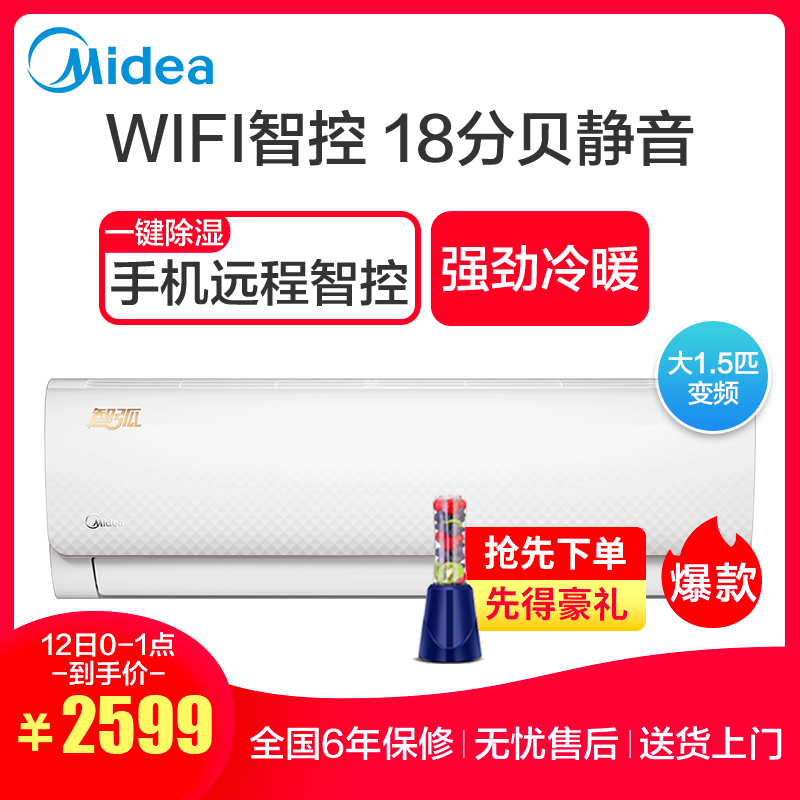 Midea
WIFI智控 18分贝静音
一键除湿
手机远程智控
强劲冷暖
大1.5匹
变频
智弧
Midea
抢先下单
先得豪礼
爆款
12日0-1点
-到手价-
¥2599
全国6年保修 | 无忧售后 | 送货上门